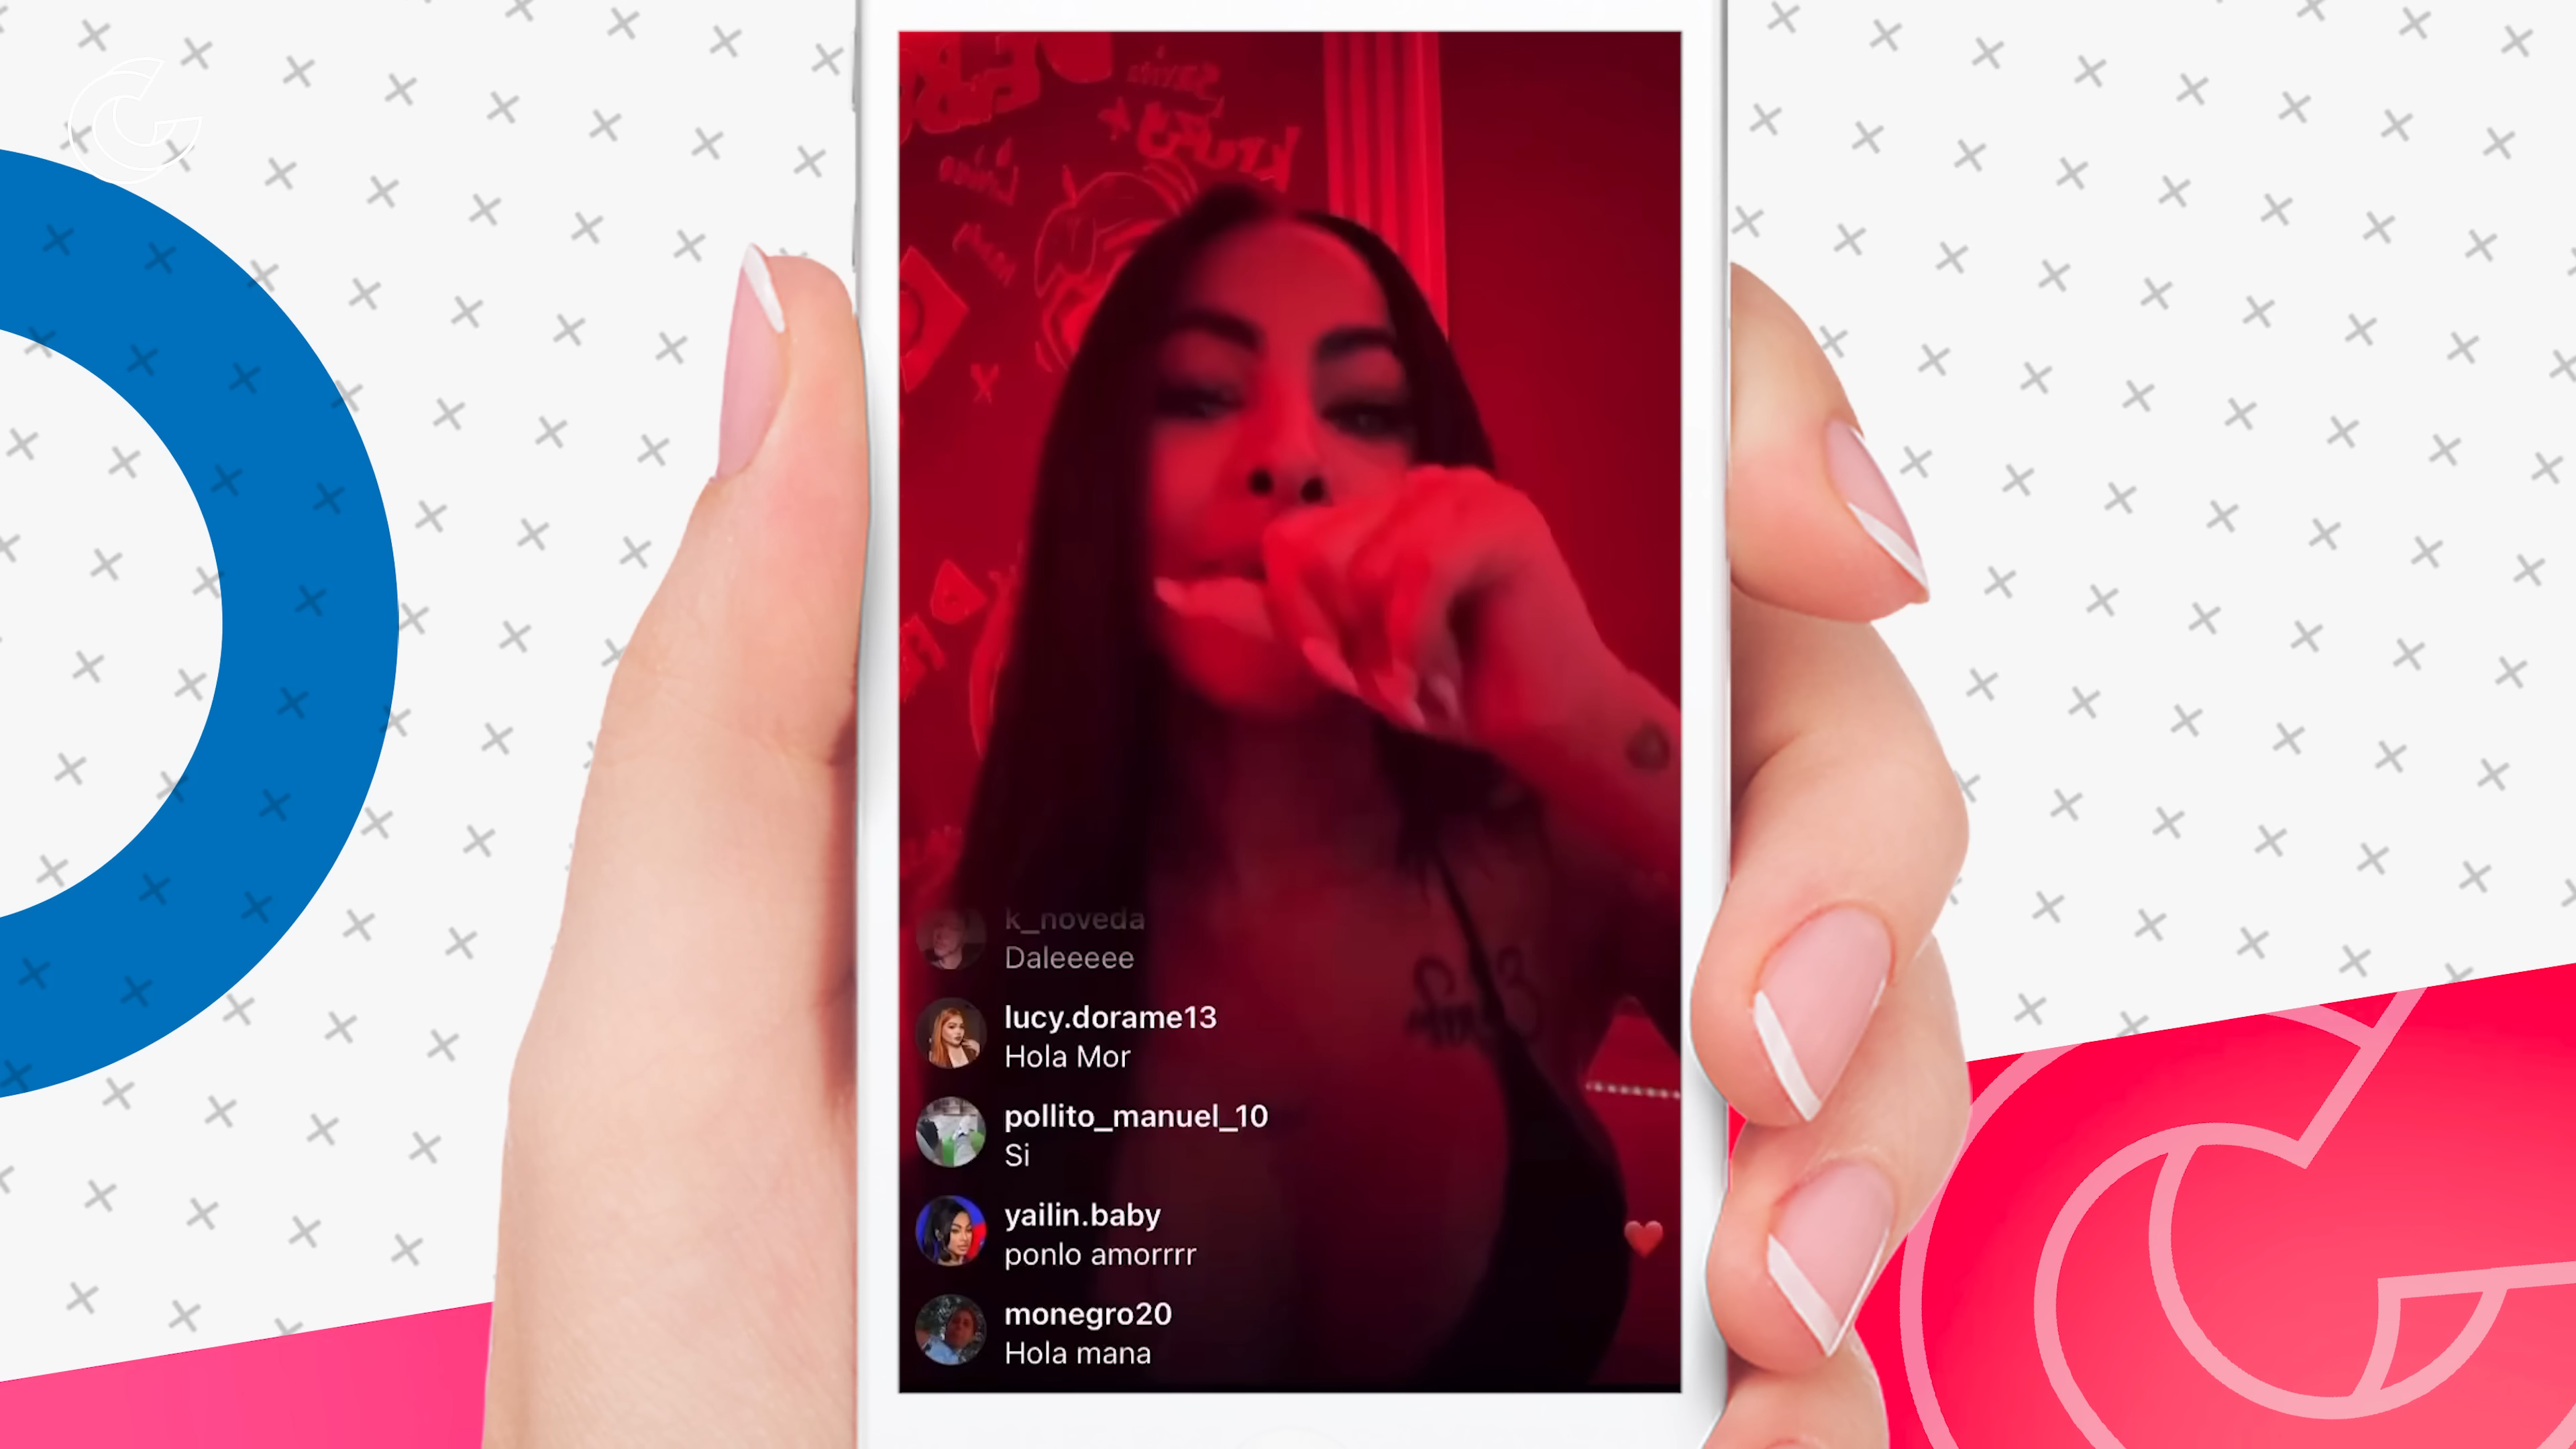 k_noveda
Daleeeee
lucy.dorame13
Hola Mor
pollito_manuel_10
Si
yailin.baby
ponlo amorrrr
monegro20
Hola mana